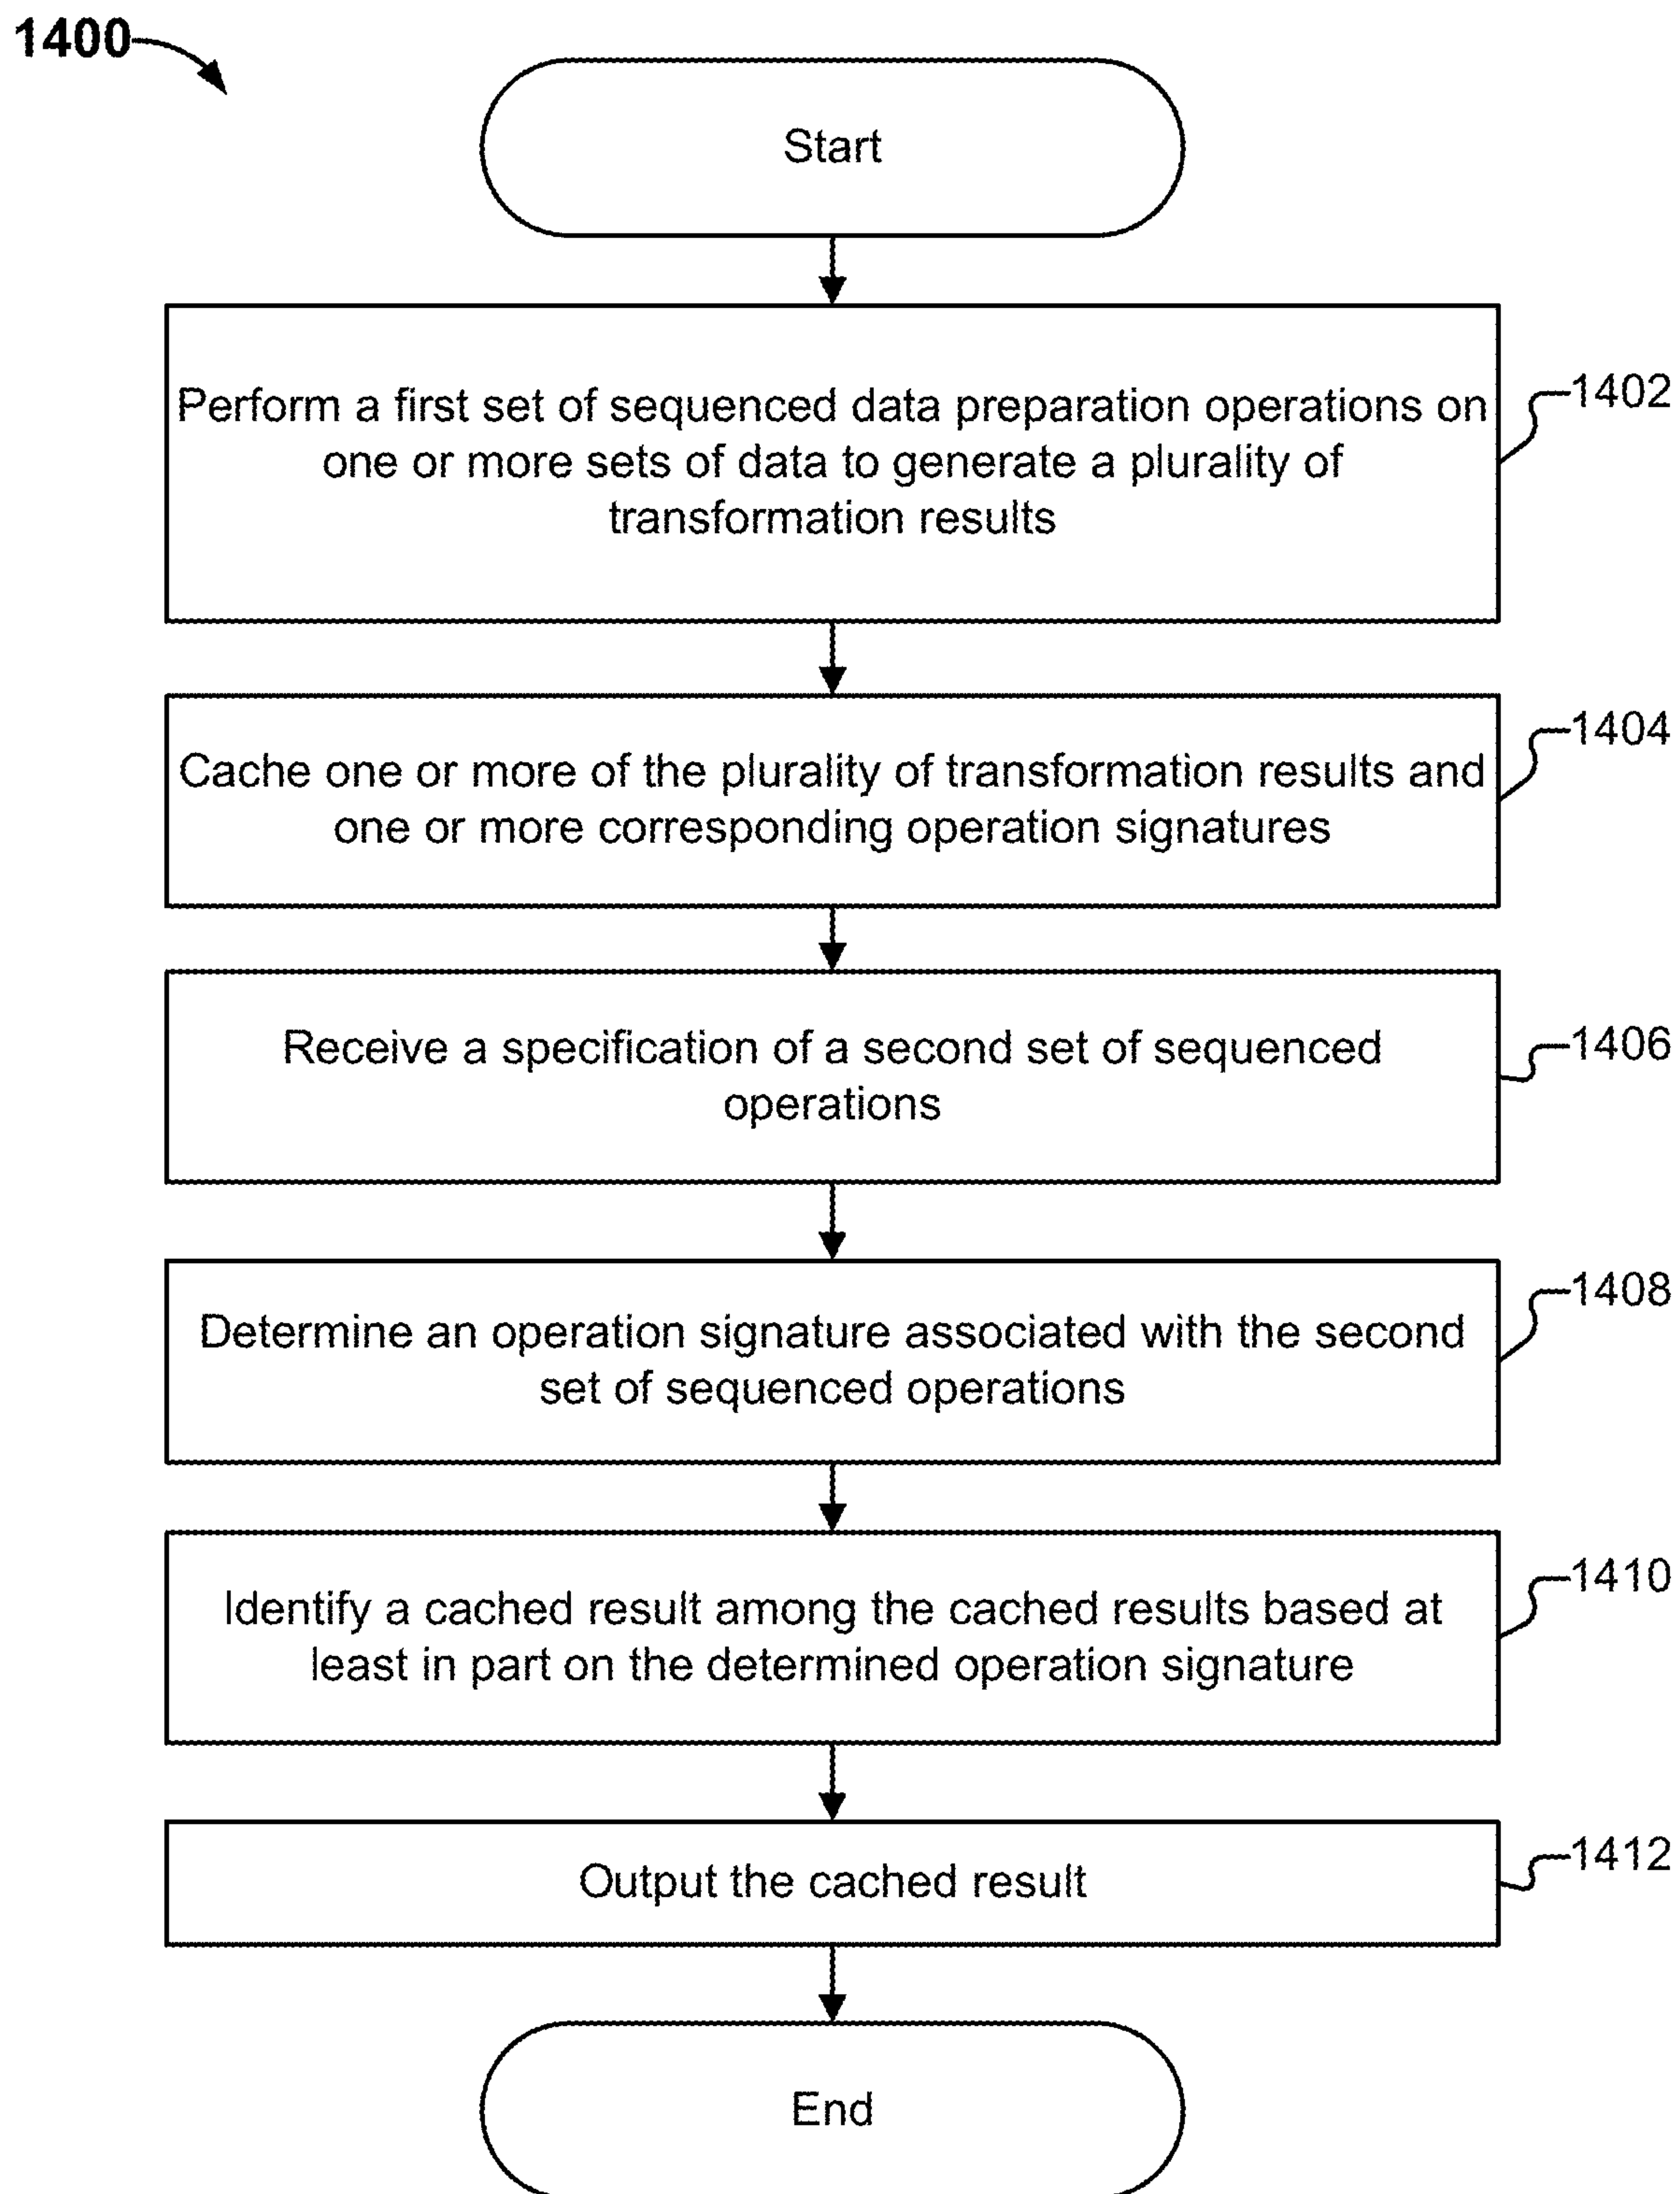 1400
Start
Perform a first set of sequenced data preparation operations on
one or more sets of data to generate a plurality of
transformation results
1402
Cache one or more of the plurality of transformation results and
one or more corresponding operation signatures
1404
Receive a specification of a second set of sequenced
operations
1406
Determine an operation signature associated with the second
set of sequenced operations
1408
Identify a cached result among the cached results based at
least in part on the determined operation signature
1410
Output the cached result
1412
End